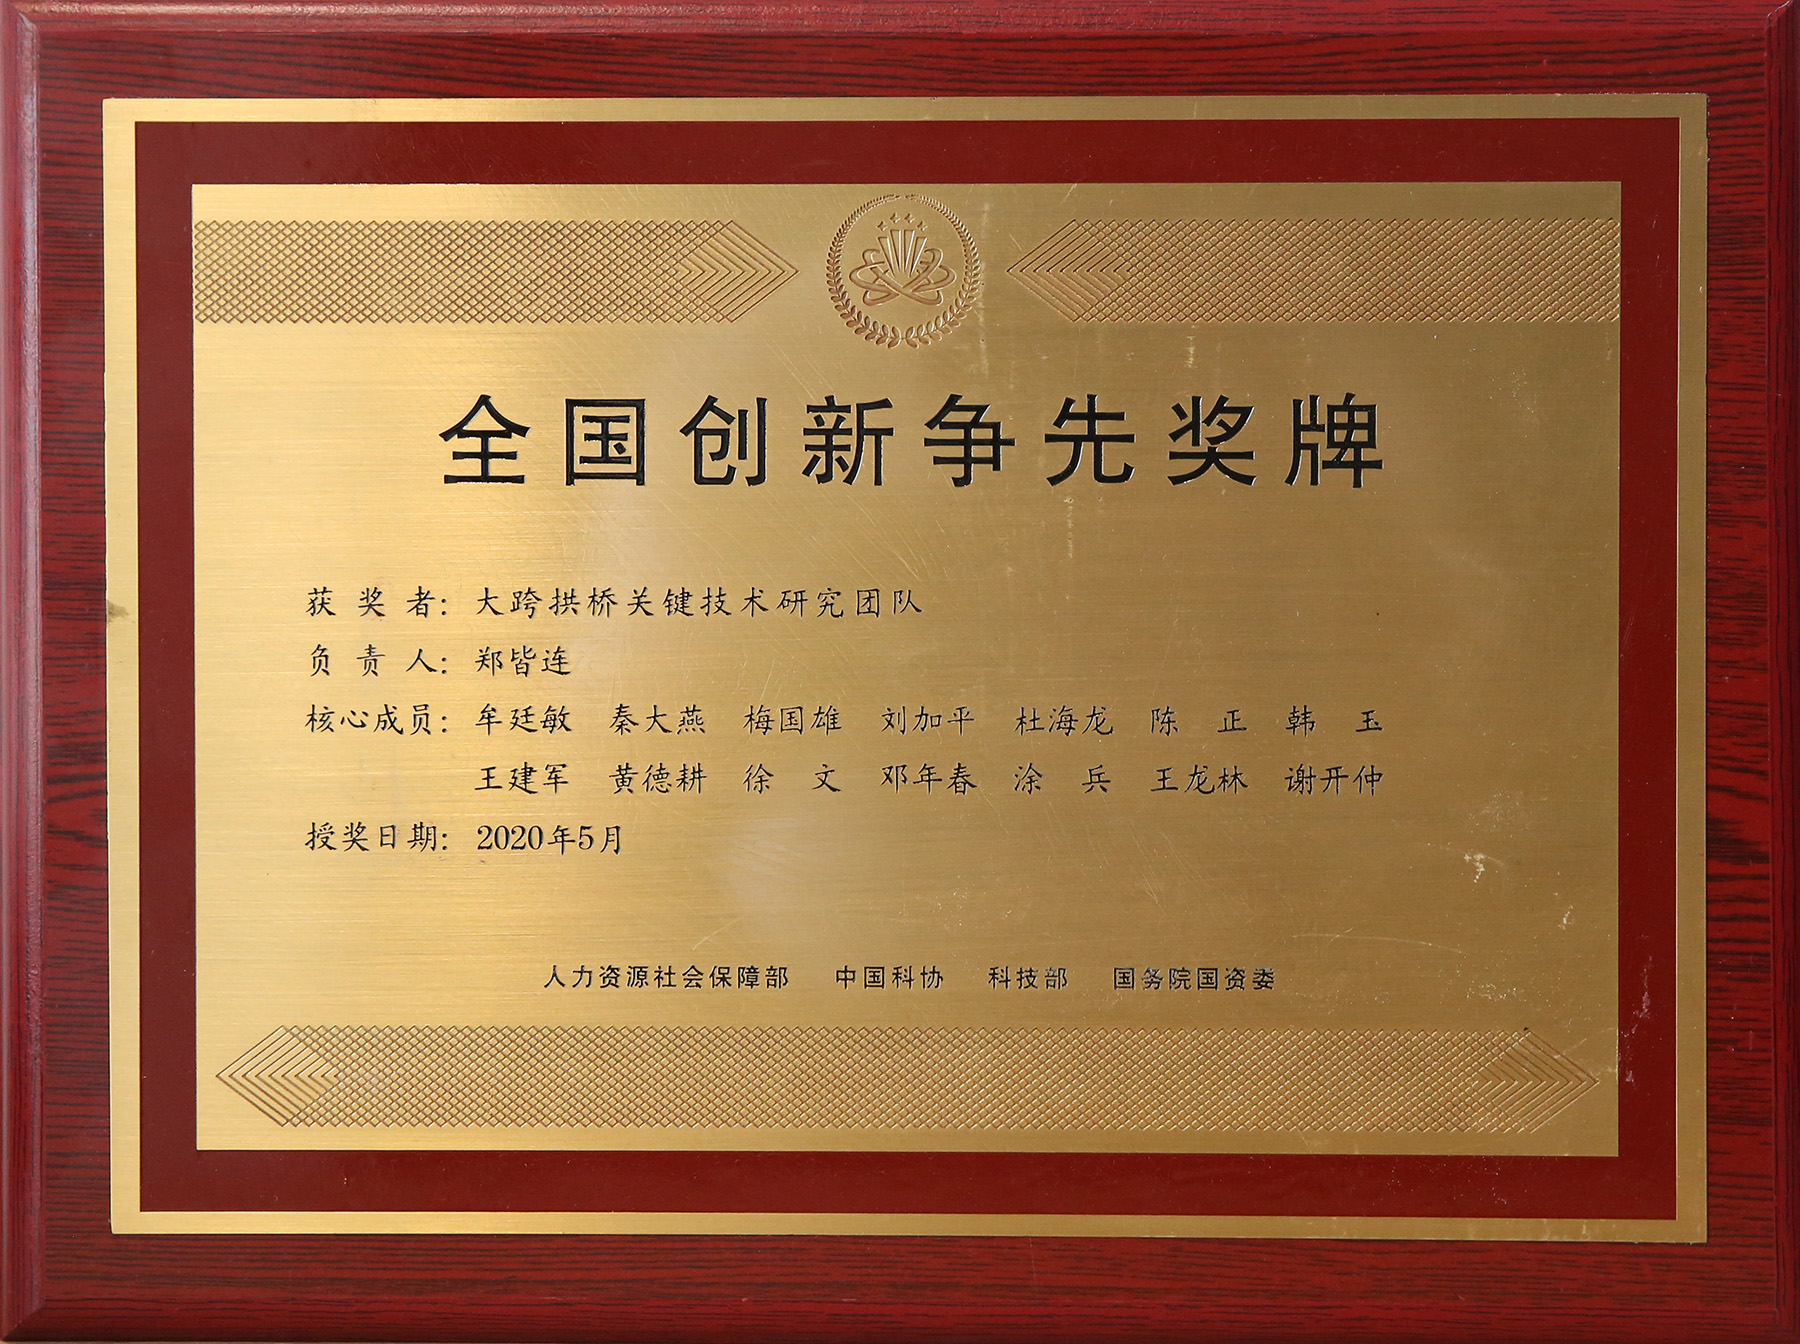 全国创新争先奖牌
获奖者：大跨拱桥关键技术研究团队
负责人：郑皆连
核心成员：牟廷敏 秦大燕 梅国雄 刘加平 杜海龙 陈正 韩玉
王建军 黄德耕 徐文 邓年春 涂兵 王龙林 谢开仲
授奖日期：2020年5月
人力资源社会保障部 中国科协 科技部 国务院国资委